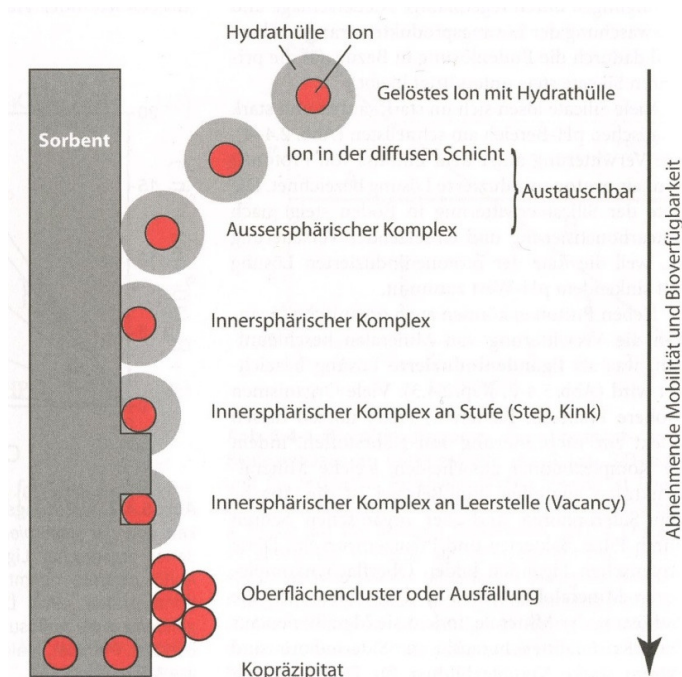 Hydrathülle Ion
Gelöstes Ion mit Hydrathülle
Sorbent
Ion in der diffusen Schicht
Austauschbar
Aussersphärischer Komplex
Innersphärischer Komplex
Innersphärischer Komplex an Stufe (Step, Kink)
Innersphärischer Komplex an Leerstelle (Vacancy)
Oberflächencluster oder Ausfällung
Kopräzipitat
Abnehmende Mobilität und Bioverfügbarkeit